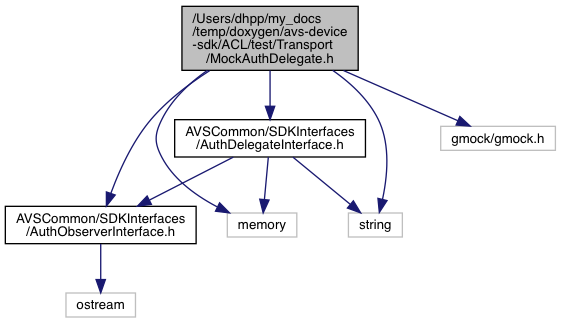 /Users/dhpp/my_docs
/temp/doxygen/avs-device
-sdk/ACL/test/Transport
/MockAuthDelegate.h
AVSCommon/SDKInterfaces
/AuthDelegateInterface.h
gmock/gmock.h
AVSCommon/SDKInterfaces
/AuthObserverInterface.h
memory
string
ostream